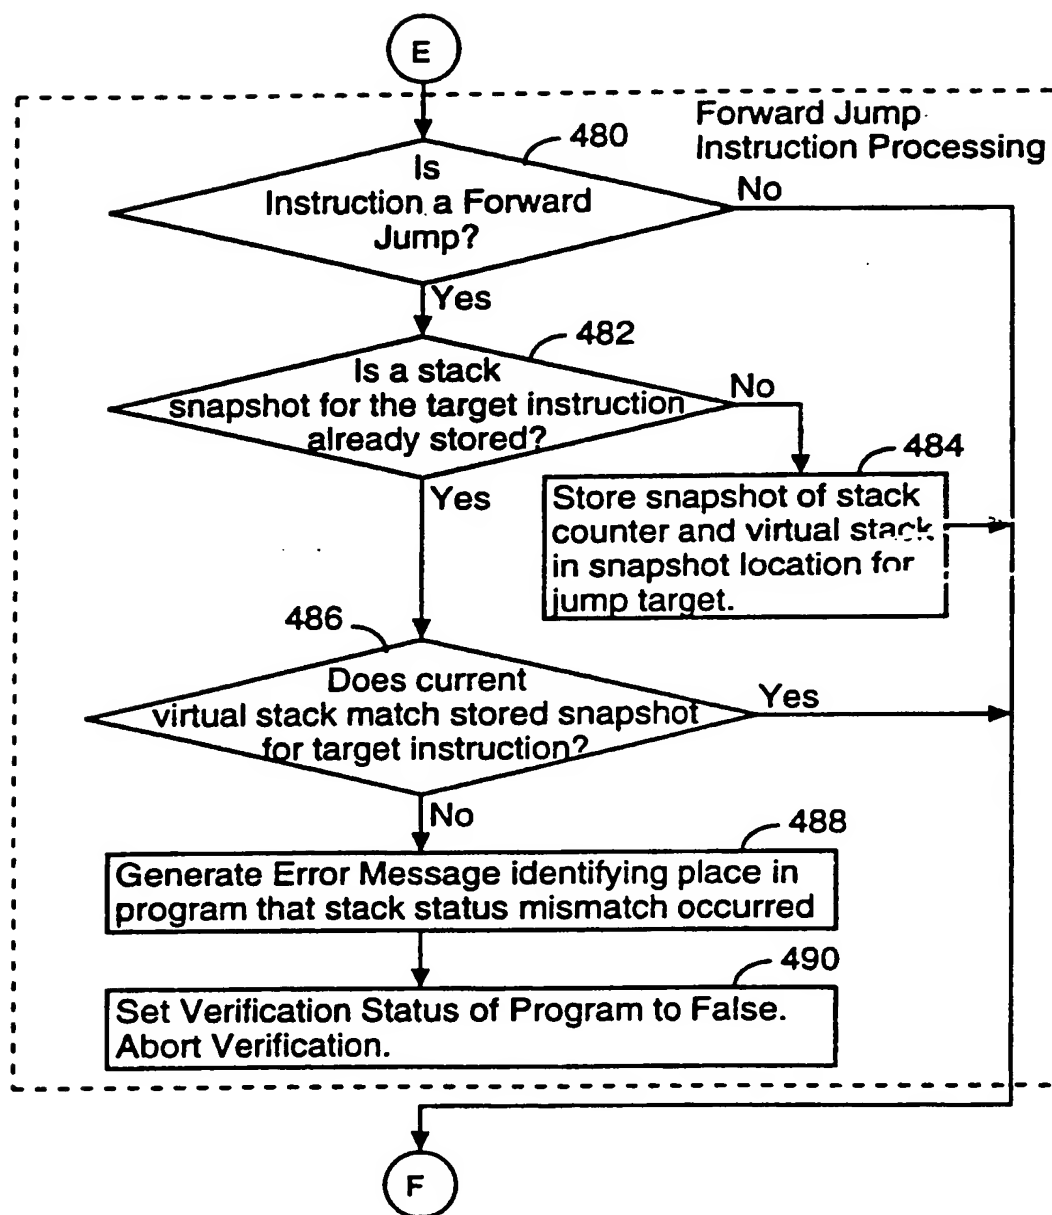 E
Forward Jump
Instruction Processing
480
Is
Instruction a Forward
Jump?
No
Yes
482
Is a stack
snapshot for the target instruction
already stored?
No
Yes
484
Store snapshot of stack
counter and virtual stack
in snapshot location for
jump target.
486
Does current
virtual stack match stored snapshot
for target instruction?
Yes
No
488
Generate Error Message identifying place in
program that stack status mismatch occurred
490
Set Verification Status of Program to False.
Abort Verification.
F